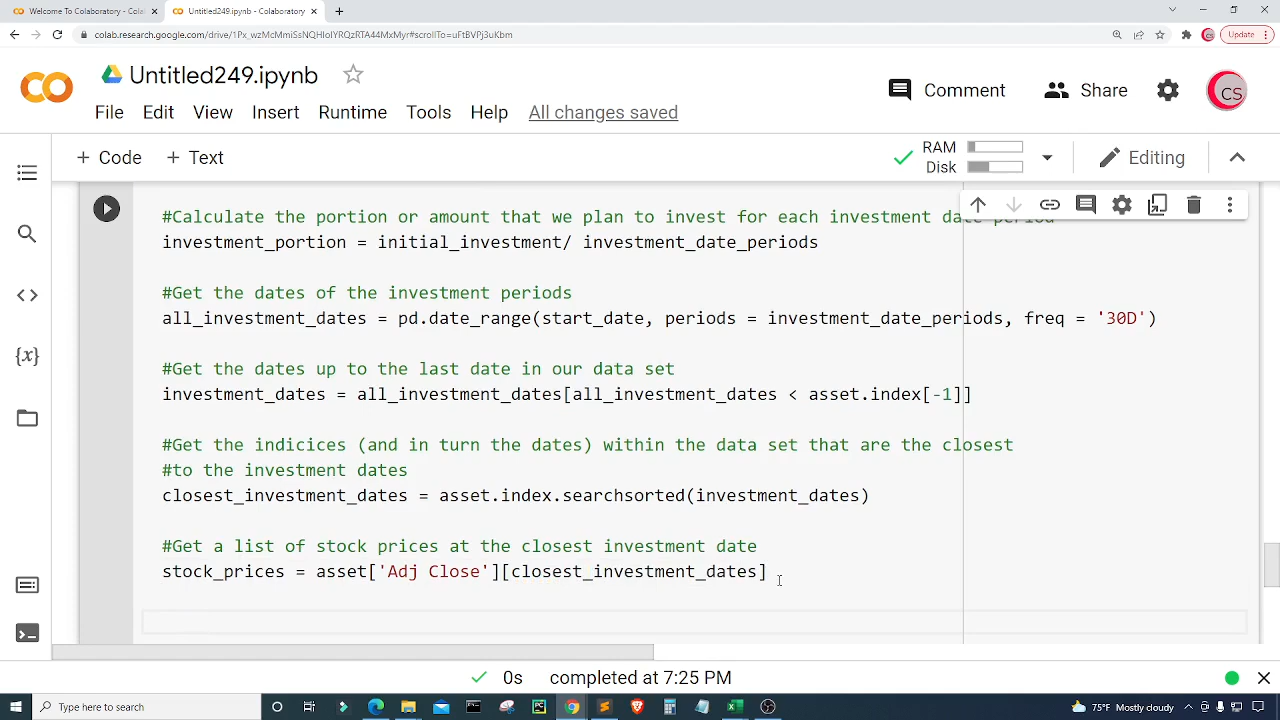 Welcome To Colaboratory - Colal
Untitled249.ipynb - Colaboratory
colab.research.google.com/drive/1Px_wzMcMmiSsNQHIoIYRQzRTA44MxMyr#scrollTo=uFtBVPj3uKbm
Update
Untitled249.ipynb
Comment
Share
CS
File Edit View Insert Runtime Tools Help All changes saved
+ Code + Text
RAM
Disk
Editing
#Calculate the portion or amount that we plan to invest for each investment date period
investment_portion = initial_investment/ investment_date_periods
#Get the dates of the investment periods
all_investment_dates = pd.date_range(start_date, periods = investment_date_periods, freq = '30D')
#Get the dates up to the last date in our data set
investment_dates = all_investment_dates[all_investment_dates < asset.index[-1]]
#Get the indicices (and in turn the dates) within the data set that are the closest
#to the investment dates
closest_investment_dates = asset.index.searchsorted(investment_dates)
#Get a list of stock prices at the closest investment date
stock_prices = asset['Adj Close'][closest_investment_dates]
{x}
0s completed at 7:25 PM
Type here to search
73°F Mostly cloudy